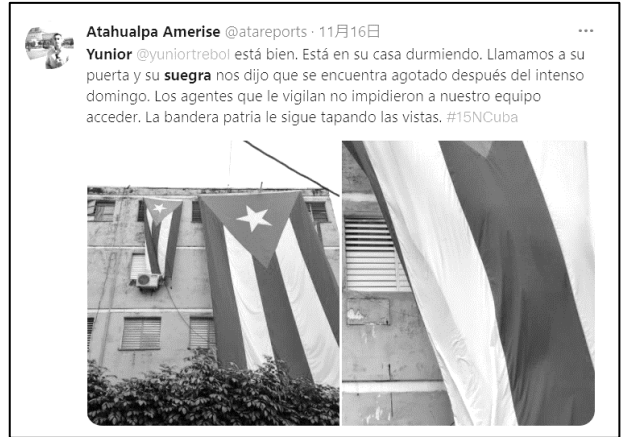 Atahualpa Amerise @atareports · 11月16日
Yunior @yuniortrebol está bien. Está en su casa durmiendo. Llamamos a su
puerta y su suegra nos dijo que se encuentra agotado después del intenso
domingo. Los agentes que le vigilan no impidieron a nuestro equipo
acceder. La bandera patria le sigue tapando las vistas. #15NCuba